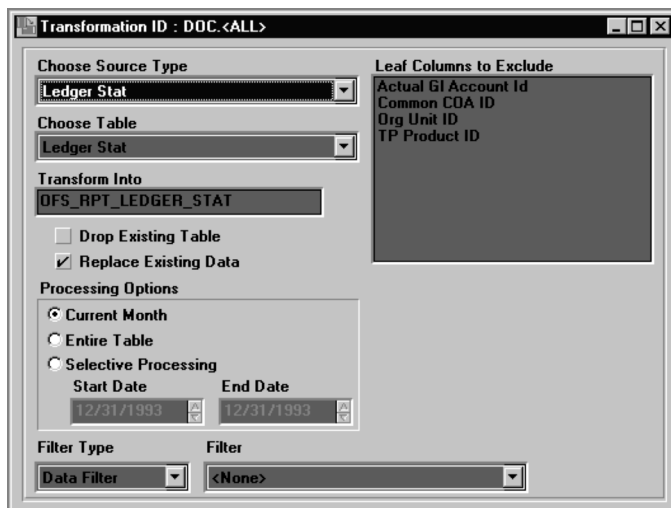 Transformation ID : DOC.<ALL>
Choose Source Type
Ledger Stat
Choose Table
Ledger Stat
Transform Into
OFS_RPT_LEDGER_STAT
Drop Existing Table
Replace Existing Data
Processing Options
Current Month
Entire Table
Selective Processing
Start Date End Date
12/31/1993 12/31/1993
Filter Type Filter
Data Filter <None>
Leaf Columns to Exclude
Actual Gl Account Id
Common COA ID
Org Unit ID
TP Product ID